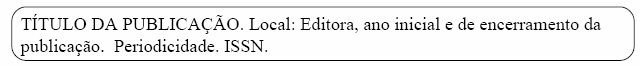 TÍTULO DA PUBLICAÇÃO. Local: Editora, ano inicial e de encerramento da
publicação.  Periodicidade. ISSN.